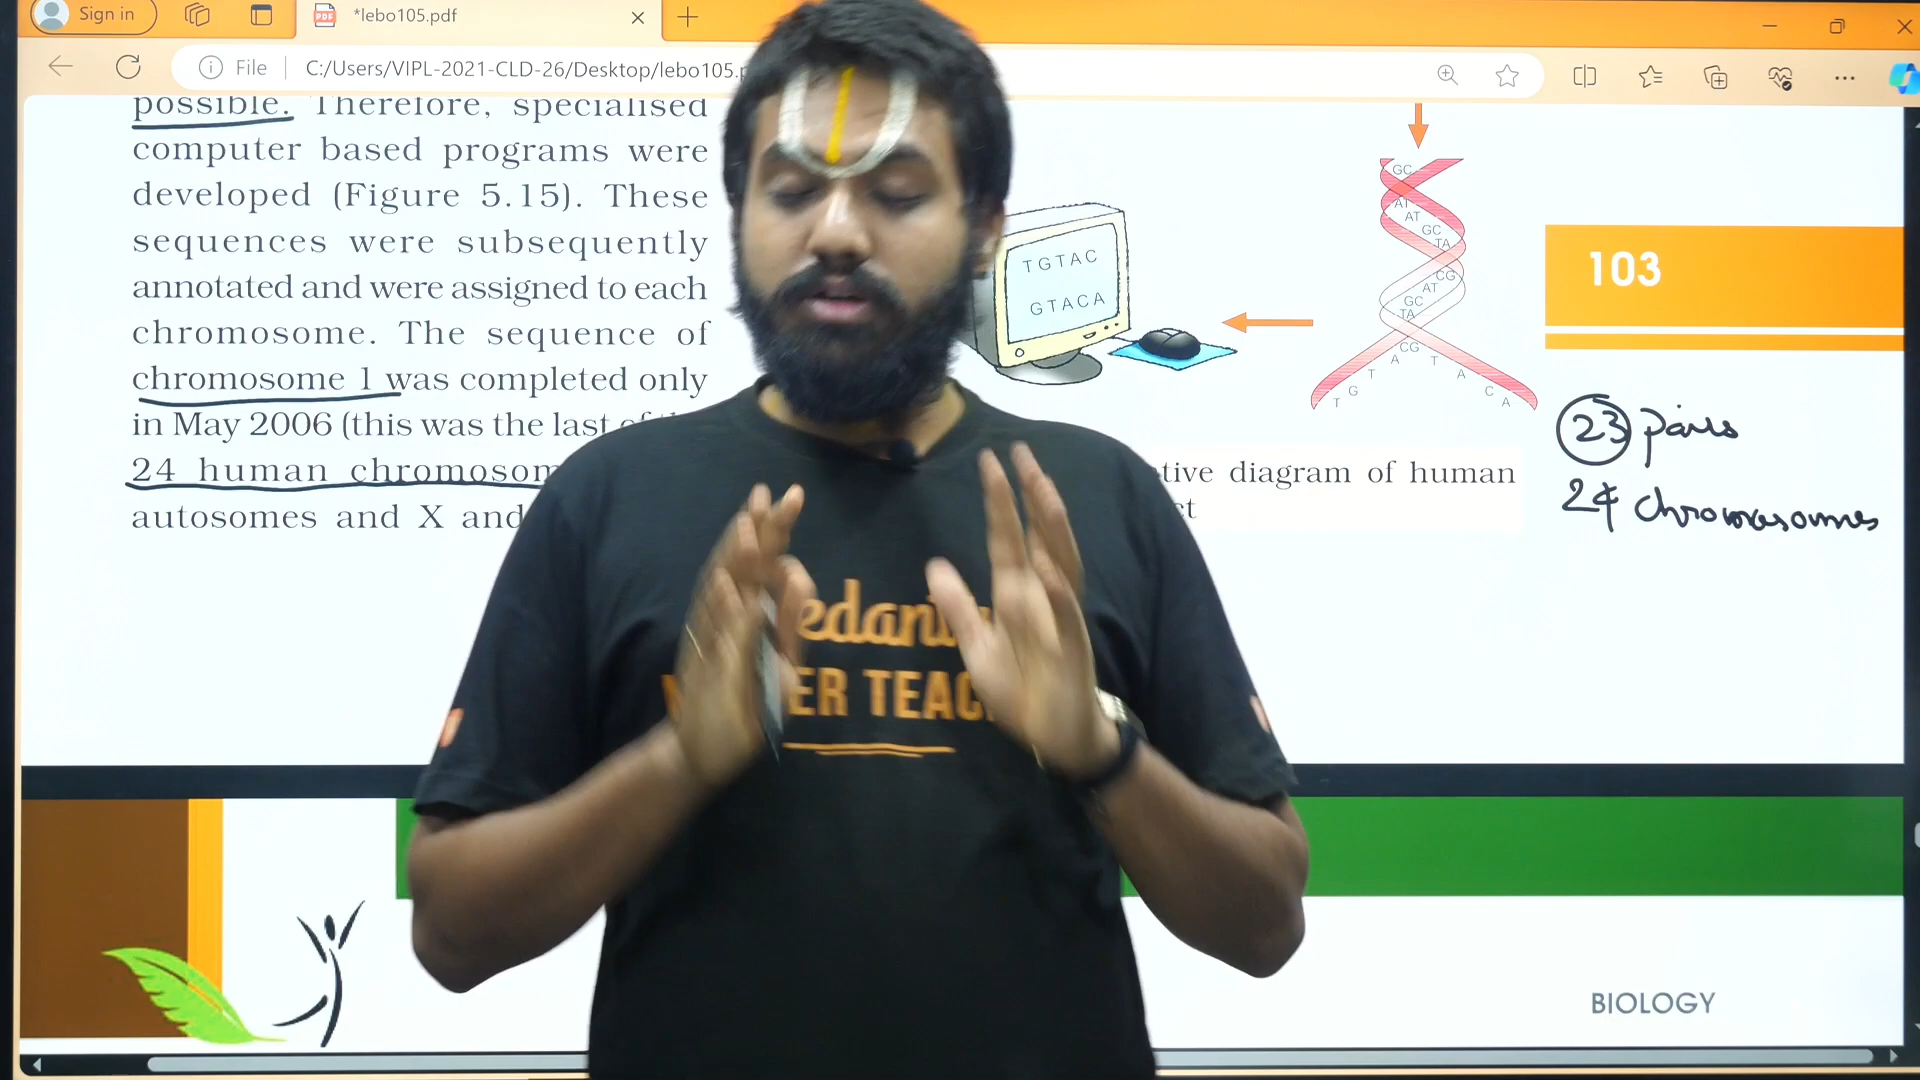 Sign in
*lebo105.pdf
File
C:/Users/VIPL-2021-CLD-26/Desktop/lebo105.p
possible. Therefore, specialised
computer based programs were
developed (Figure 5.15). These
sequences were subsequently
annotated and were assigned to each
chromosome. The sequence of
chromosome 1 was completed only
in May 2006 (this was the last
24 human chromosom
autosomes and X and
TGTAC
GTACA
GC
AT
AT
GC
TA
CG
AT
GC
TA
CG
A T
T A
G C
T A
tive diagram of human
ct
103
23 pairs
24 chromosomes
edant
ER TEAC
BIOLOGY